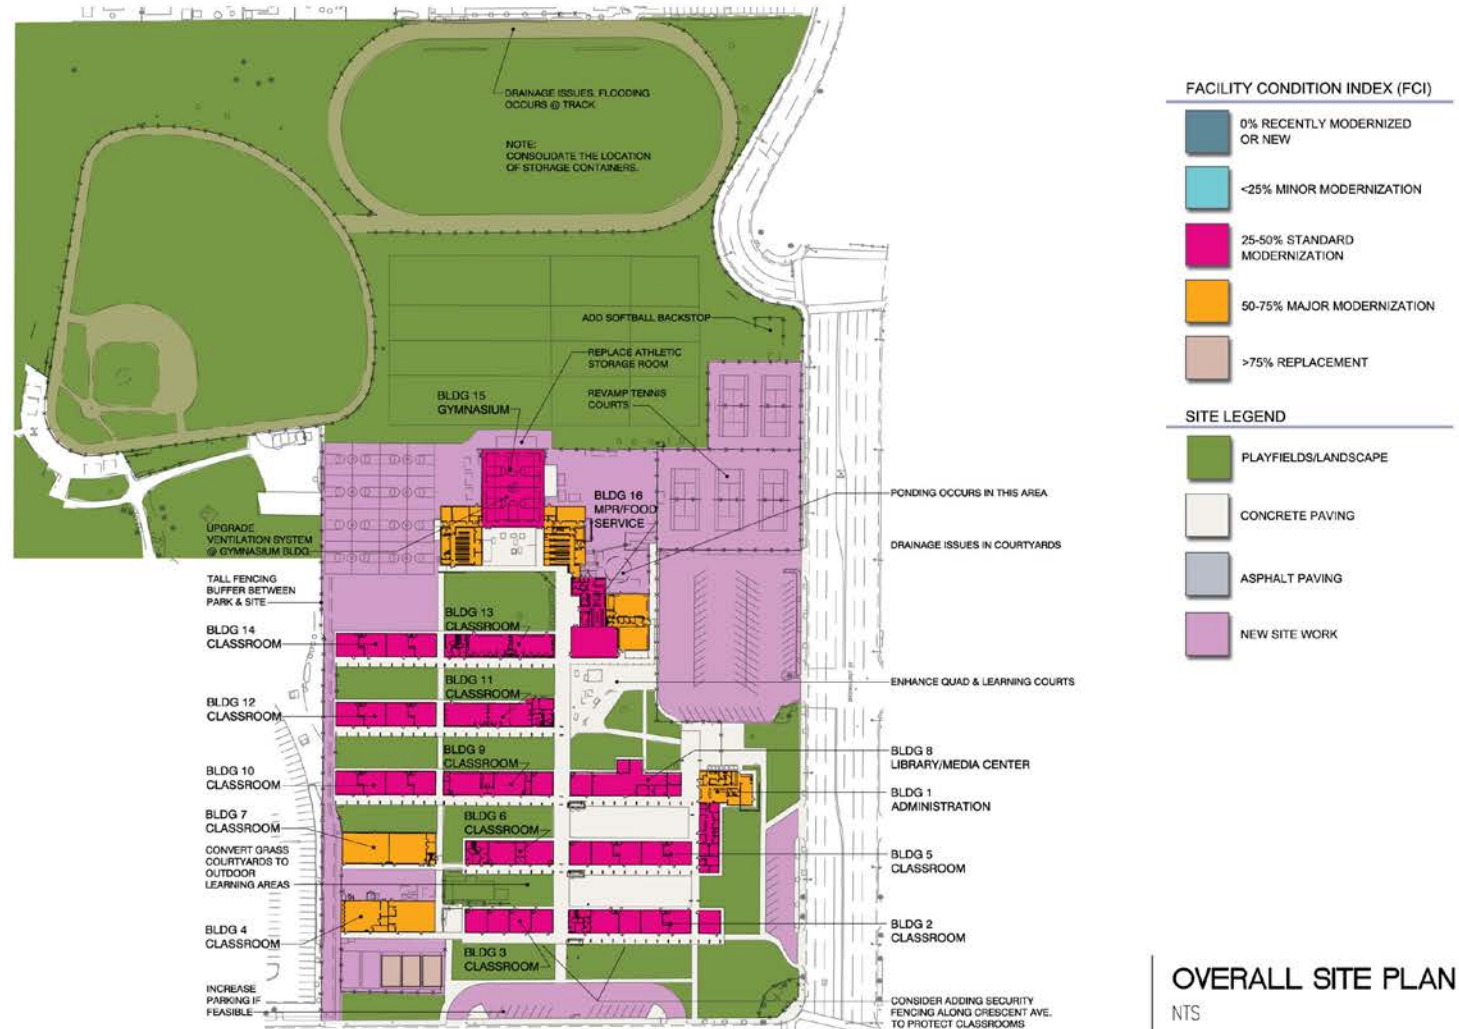 DRAINAGE ISSUES, FLOODING
OCCURS @ TRACK
NOTE:
CONSOLIDATE THE LOCATION
OF STORAGE CONTAINERS.
ADD SOFTBALL BACKSTOP
REPLACE ATHLETIC
STORAGE ROOM
BLDG 15
GYMNASIUM
REVAMP TENNIS
COURTS
BLDG 16
MPR/FOOD
SERVICE
PONDING OCCURS IN THIS AREA
UPGRADE
VENTILATION SYSTEM
@ GYMNASIUM BLDG
DRAINAGE ISSUES IN COURTYARDS
TALL FENCING
BUFFER BETWEEN
PARK & SITE
BLDG 13
CLASSROOM
BLDG 14
CLASSROOM
BLDG 11
CLASSROOM
ENHANCE QUAD & LEARNING COURTS
BLDG 12
CLASSROOM
BLDG 9
CLASSROOM
BLDG 8
LIBRARY/MEDIA CENTER
BLDG 10
CLASSROOM
BLDG 1
ADMINISTRATION
BLDG 7
CLASSROOM
BLDG 6
CLASSROOM
CONVERT GRASS
COURTYARDS TO
OUTDOOR
LEARNING AREAS
BLDG 5
CLASSROOM
BLDG 4
CLASSROOM
BLDG 2
CLASSROOM
BLDG 3
CLASSROOM
INCREASE
PARKING IF
FEASIBLE
CONSIDER ADDING SECURITY
FENCING ALONG CRESCENT AVE.
TO PROTECT CLASSROOMS
FACILITY CONDITION INDEX (FCI)
0% RECENTLY MODERNIZED
OR NEW
<25% MINOR MODERNIZATION
25-50% STANDARD
MODERNIZATION
50-75% MAJOR MODERNIZATION
>75% REPLACEMENT
SITE LEGEND
PLAYFIELDS/LANDSCAPE
CONCRETE PAVING
ASPHALT PAVING
NEW SITE WORK
OVERALL SITE PLAN
NTS